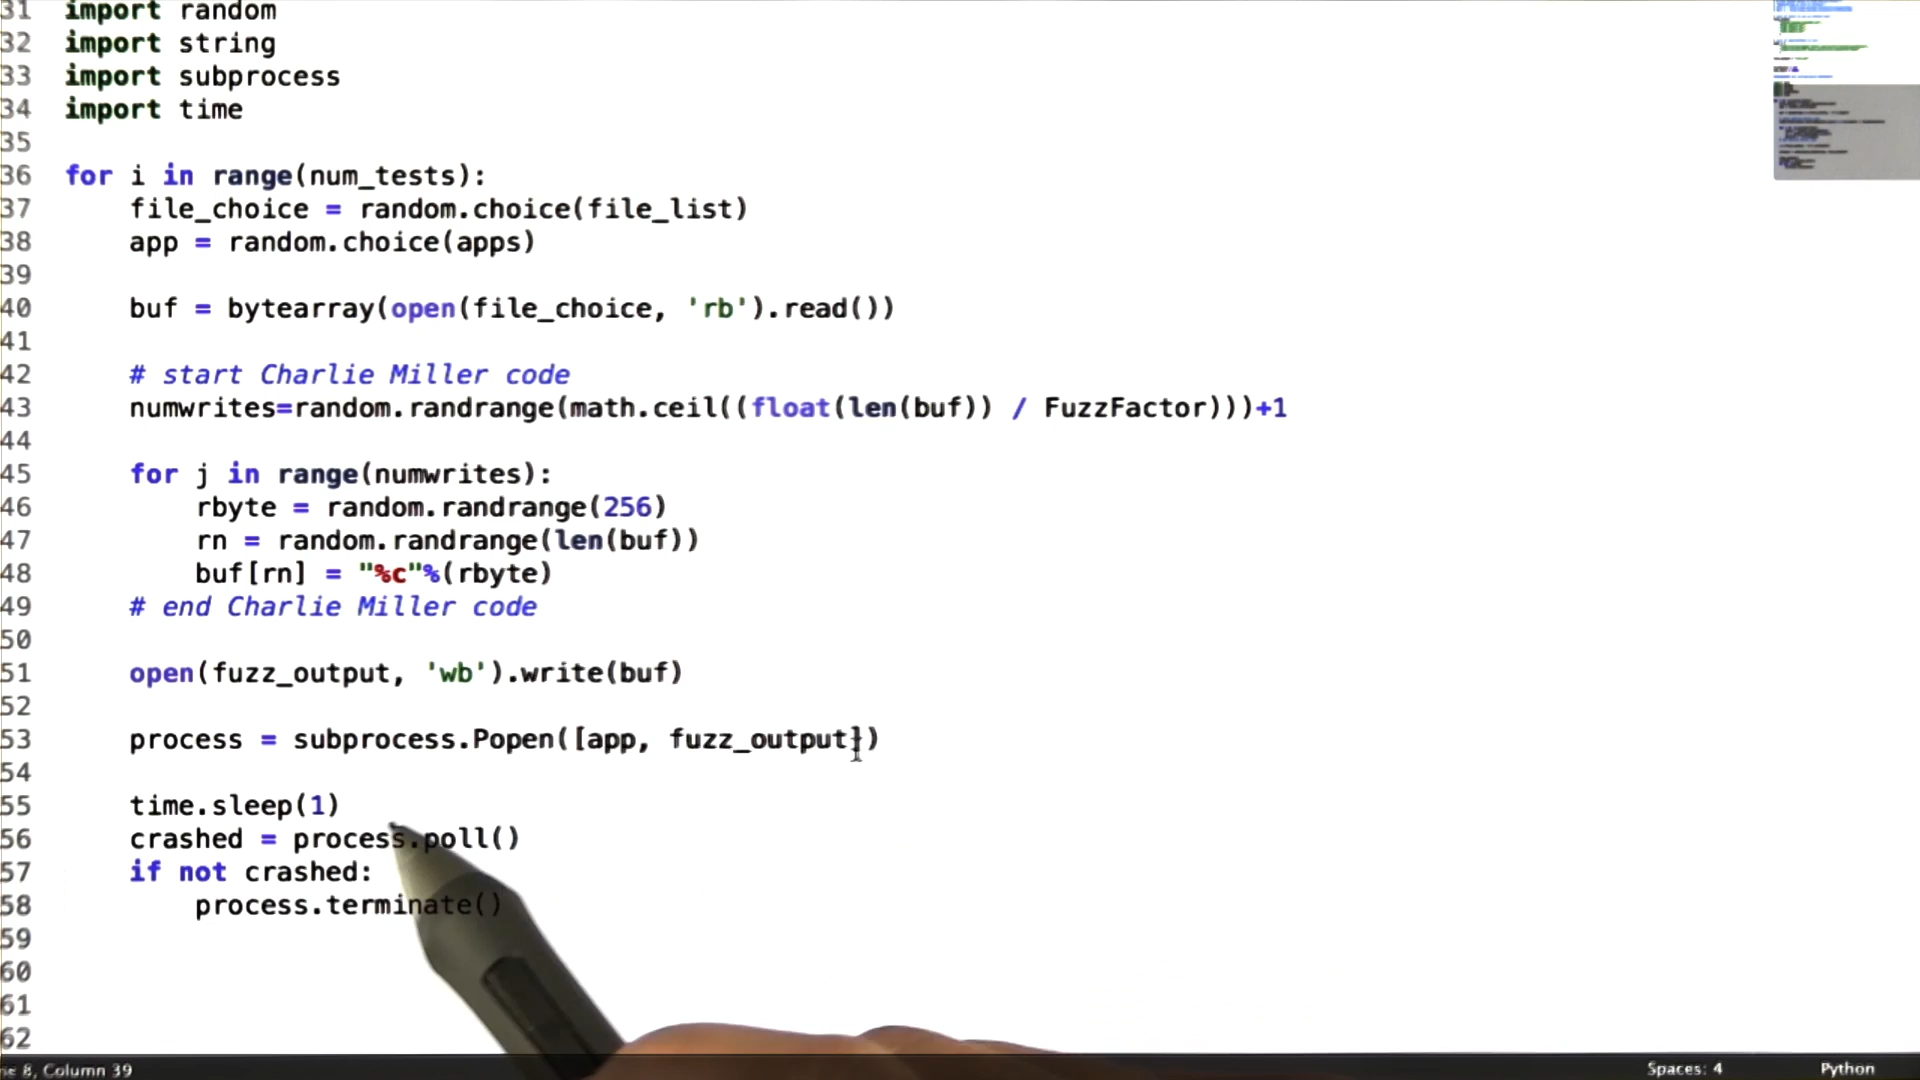 31 import random
32 import string
33 import subprocess
34 import time
35
36 for i in range(num_tests):
37     file_choice = random.choice(file_list)
38     app = random.choice(apps)
39
40     buf = bytearray(open(file_choice, 'rb').read())
41
42     # start Charlie Miller code
43     numwrites=random.randrange(math.ceil((float(len(buf)) / FuzzFactor)))+1
44
45     for j in range(numwrites):
46         rbyte = random.randrange(256)
47         rn = random.randrange(len(buf))
48         buf[rn] = "%c"%(rbyte)
49     # end Charlie Miller code
50
51     open(fuzz_output, 'wb').write(buf)
52
53     process = subprocess.Popen([app, fuzz_output])
54
55     time.sleep(1)
56     crashed = process.poll()
57     if not crashed:
58         process.terminate()
59
60
61
62
8, Column 39 Spaces: 4 Python